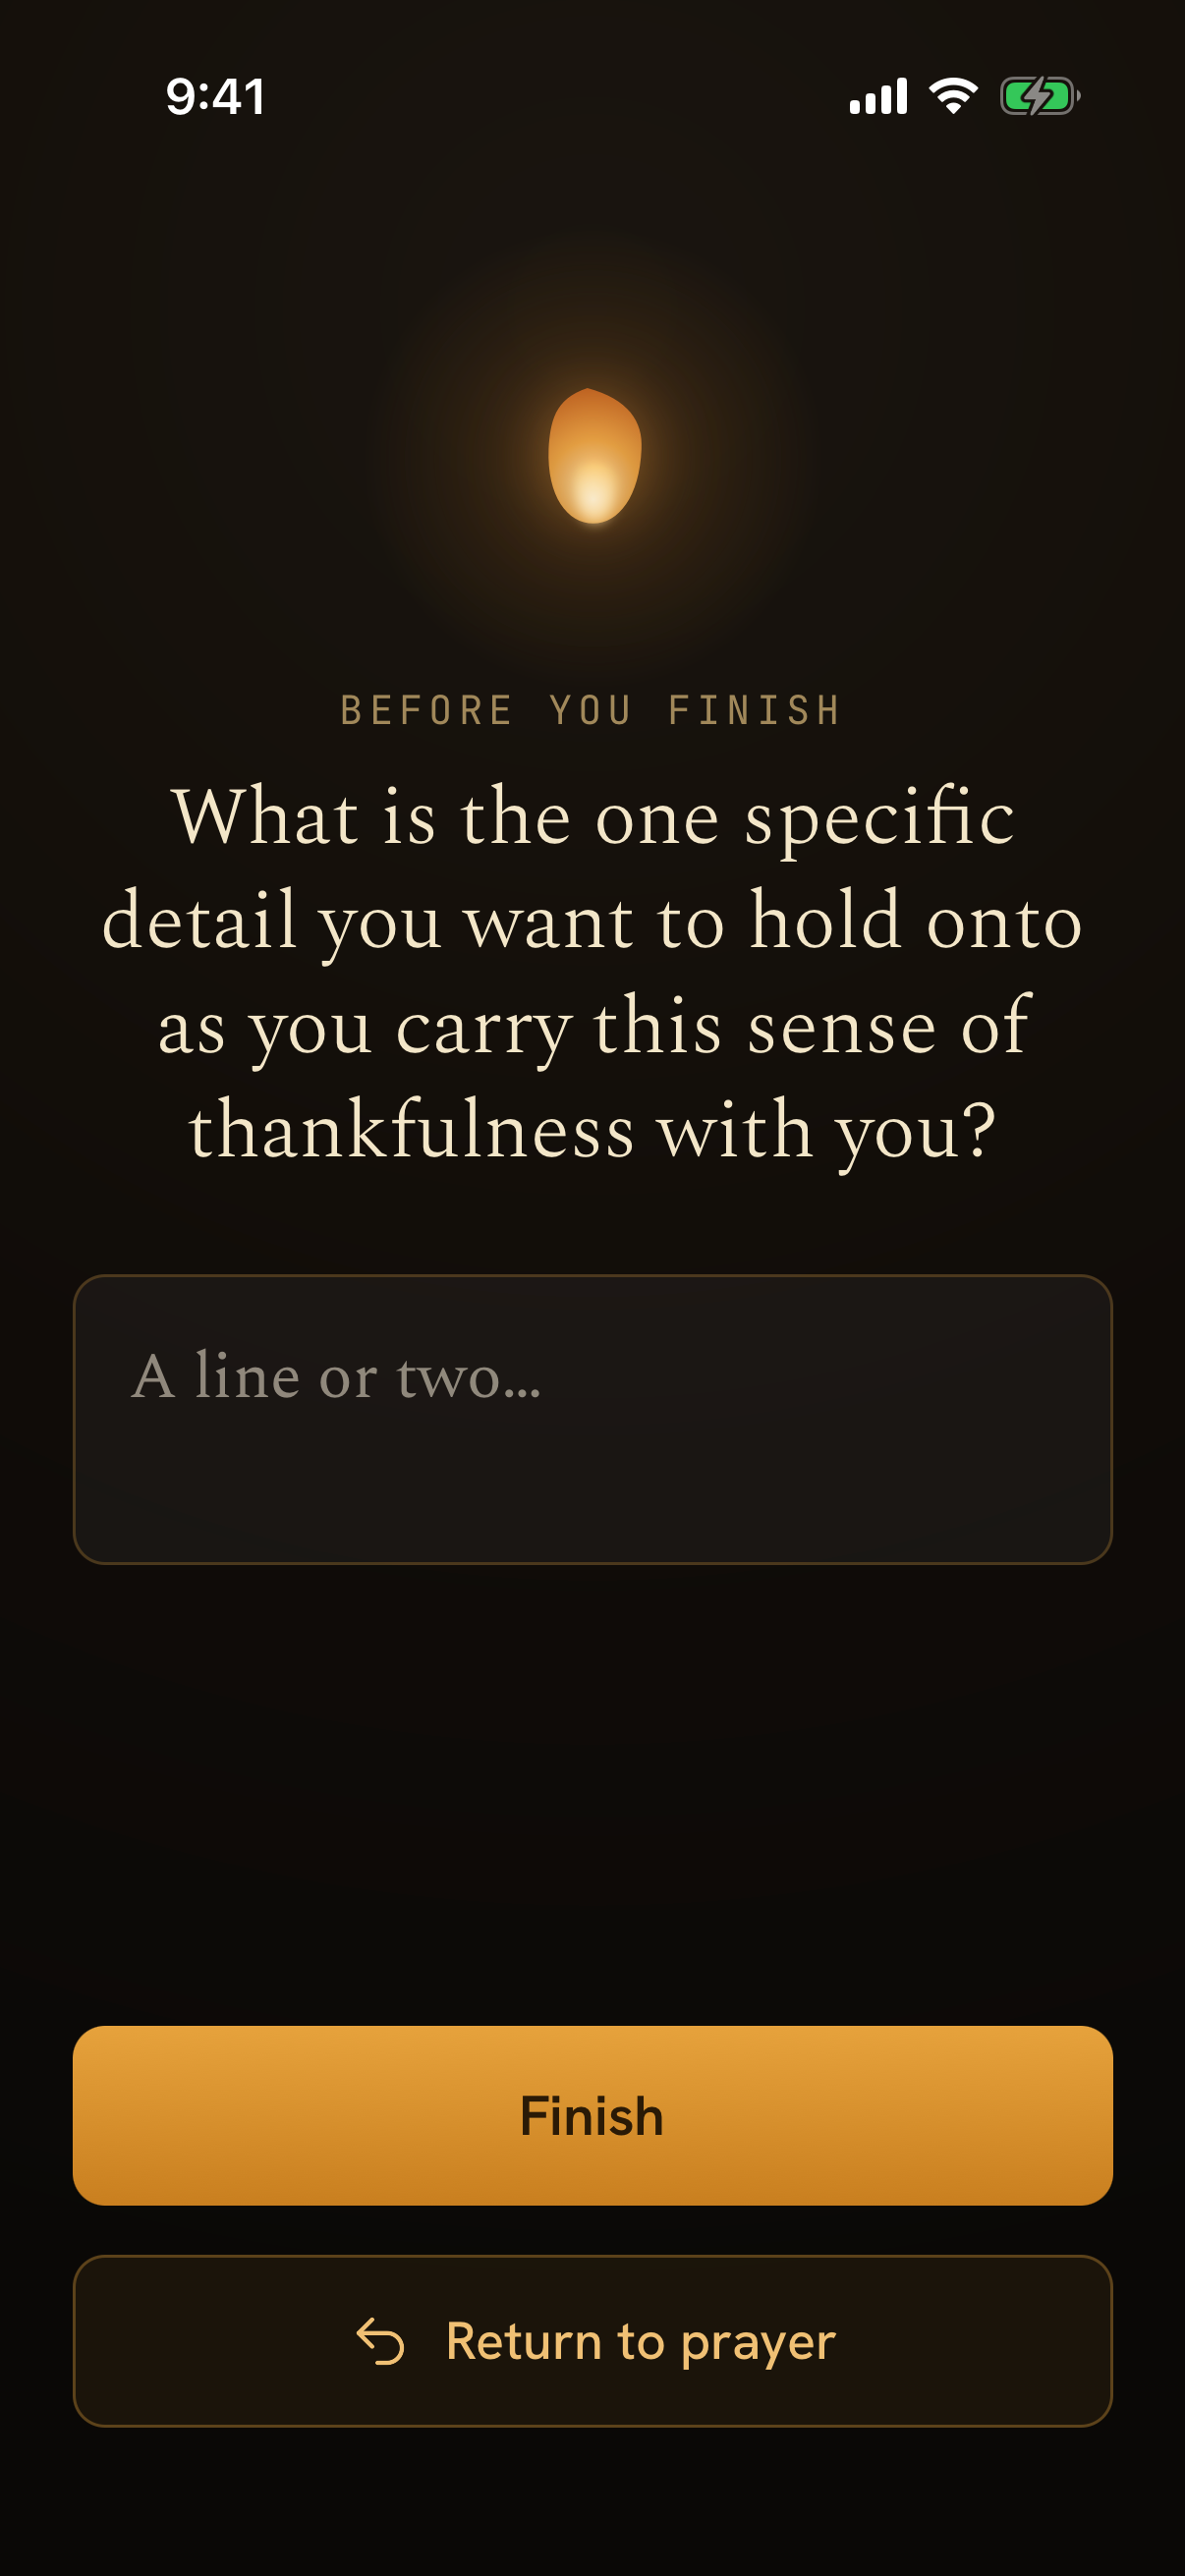 9:41
BEFORE YOU FINISH
What is the one specific
detail you want to hold onto
as you carry this sense of
thankfulness with you?
A line or two…
Finish
Return to prayer